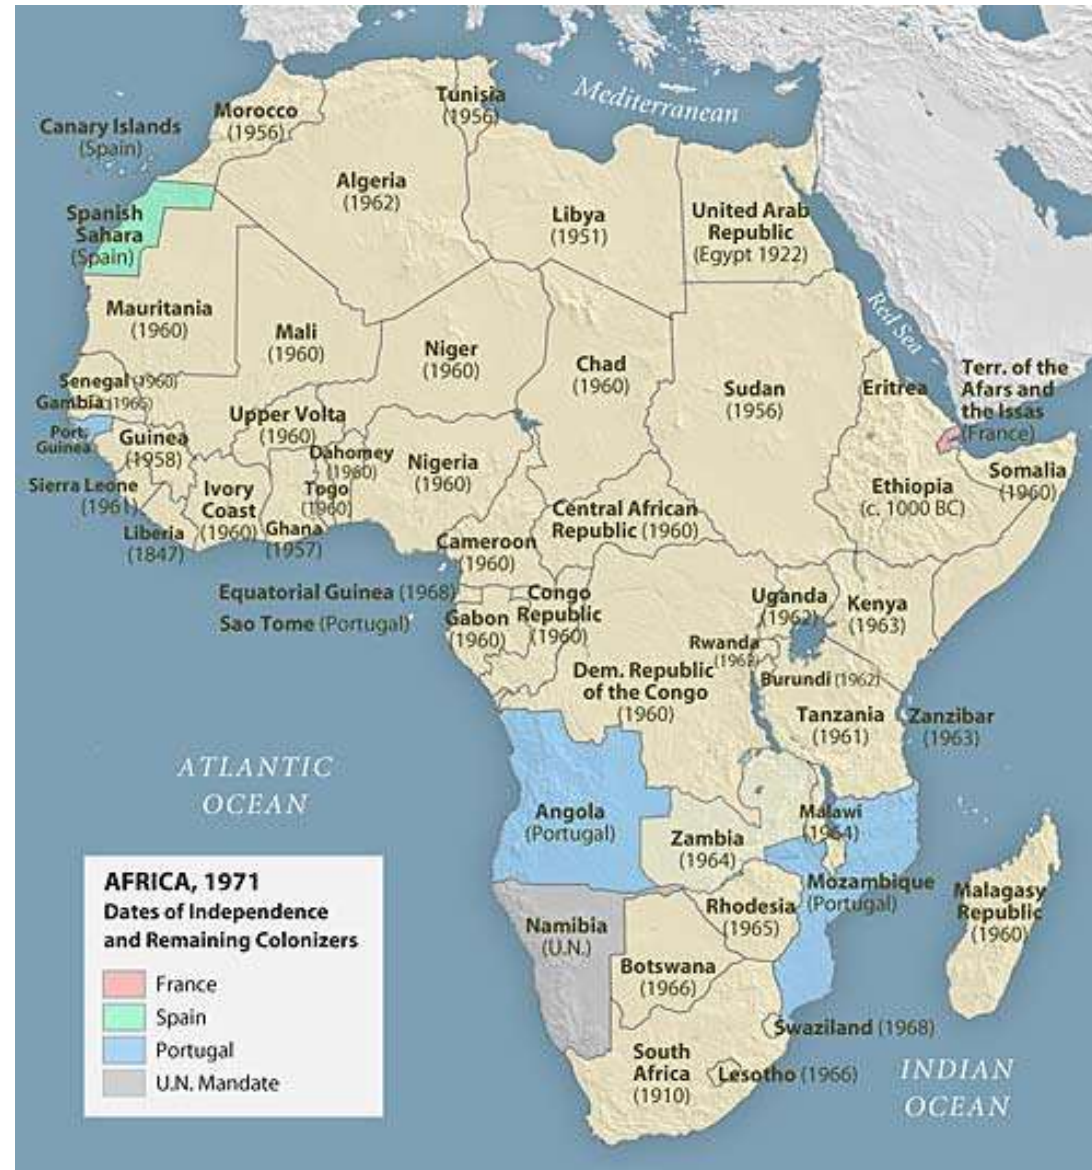 Mediterranean
Tunisia
(1956)
Morocco
(1956)
Canary Islands
(Spain)
Algeria
(1962)
Libya
(1951)
United Arab
Republic
(Egypt 1922)
Spanish
Sahara
(Spain)
Red Sea
Mauritania
(1960)
Mali
(1960)
Niger
(1960)
Chad
(1960)
Sudan
(1956)
Eritrea
Terr. of the
Afars and
the Issas
(France)
Senegal (1960)
Gambia (1965)
Port.
Guinea
Guinea
(1958)
Upper Volta
(1960)
Dahomey
(1960)
Nigeria
(1960)
Togo
(1960)
Ivory
Coast
(1960)
Ghana
(1957)
Sierra Leone
(1961)
Liberia
(1847)
Ethiopia
(c. 1000 BC)
Somalia
(1960)
Central African
Republic (1960)
Cameroon
(1960)
Equatorial Guinea (1968)
Sao Tome (Portugal)
Gabon
(1960)
Congo
Republic
(1960)
Uganda
(1962)
Kenya
(1963)
Rwanda
(1962)
Burundi (1962)
Dem. Republic
of the Congo
(1960)
Tanzania
(1961)
Zanzibar
(1963)
ATLANTIC
OCEAN
Angola
(Portugal)
Zambia
(1964)
Malawi
(1964)
Mozambique
(Portugal)
Malagasy
Republic
(1960)
Namibia
(U.N.)
Rhodesia
(1965)
Botswana
(1966)
Swaziland (1968)
South
Africa
(1910)
Lesotho (1966)
INDIAN
OCEAN
AFRICA, 1971
Dates of Independence
and Remaining Colonizers
France
Spain
Portugal
U.N. Mandate